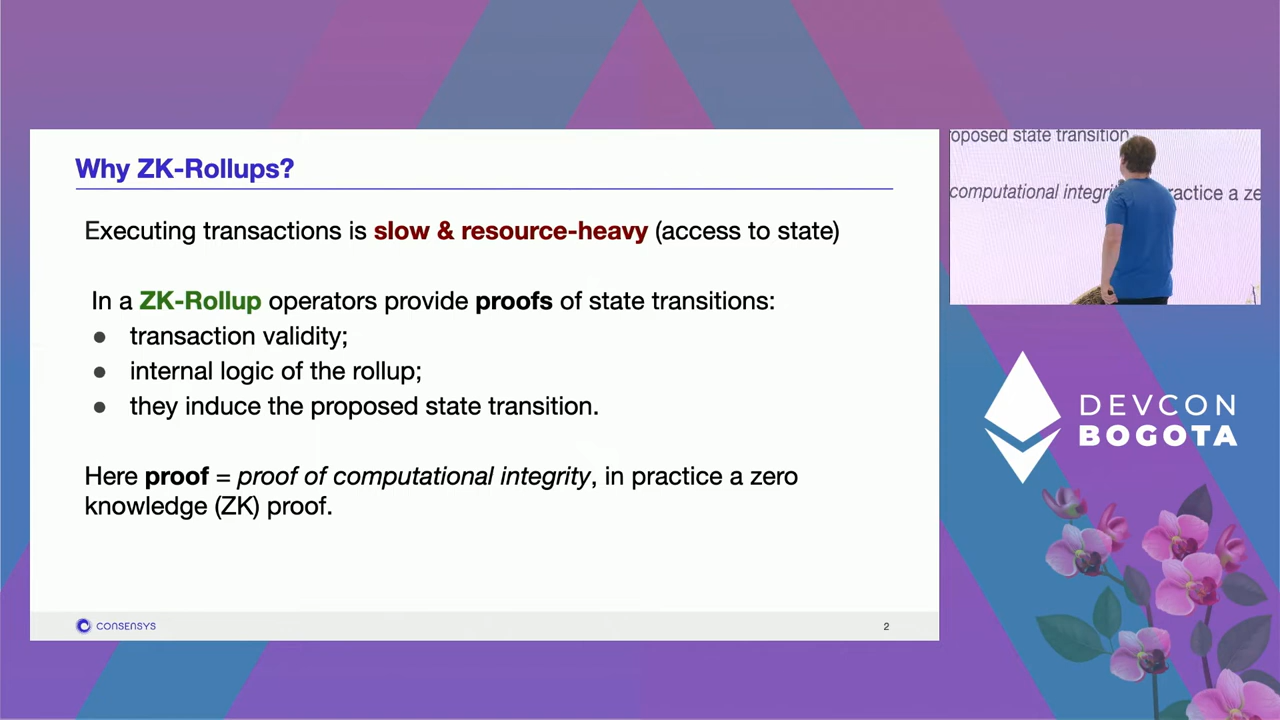 Why ZK-Rollups?
Executing transactions is slow & resource-heavy (access to state)
In a ZK-Rollup operators provide proofs of state transitions:
● transaction validity;
● internal logic of the rollup;
● they induce the proposed state transition.
Here proof = proof of computational integrity, in practice a zero
knowledge (ZK) proof.
CONSENSYS
2
oposed state transition
computational integri ractice a ze
DEVCON
BOGOTA